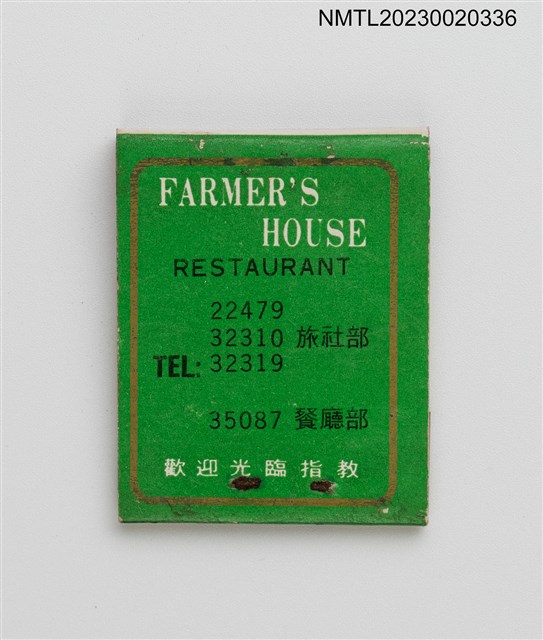 NMTL20230020336
FARMER'S
HOUSE
RESTAURANT
22479
32310 旅社部
TEL: 32319
35087 餐廳部
歡迎光臨指教